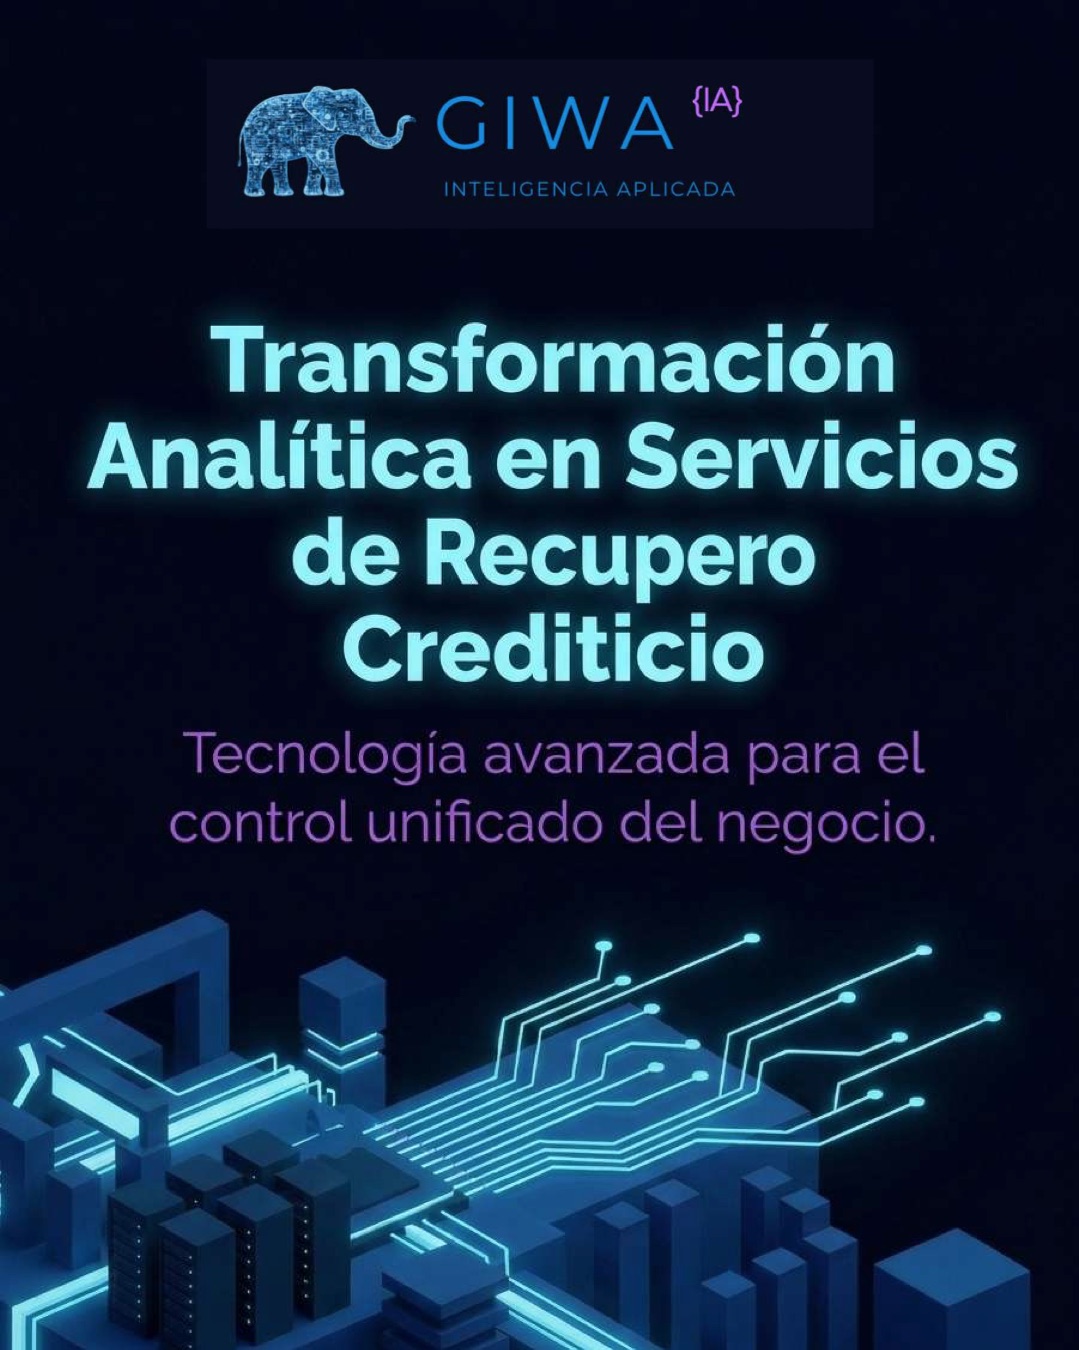 GIWA {IA}
INTELIGENCIA APLICADA
Transformación
Analítica en Servicios
de Recupero
Crediticio
Tecnología avanzada para el
control unificado del negocio.